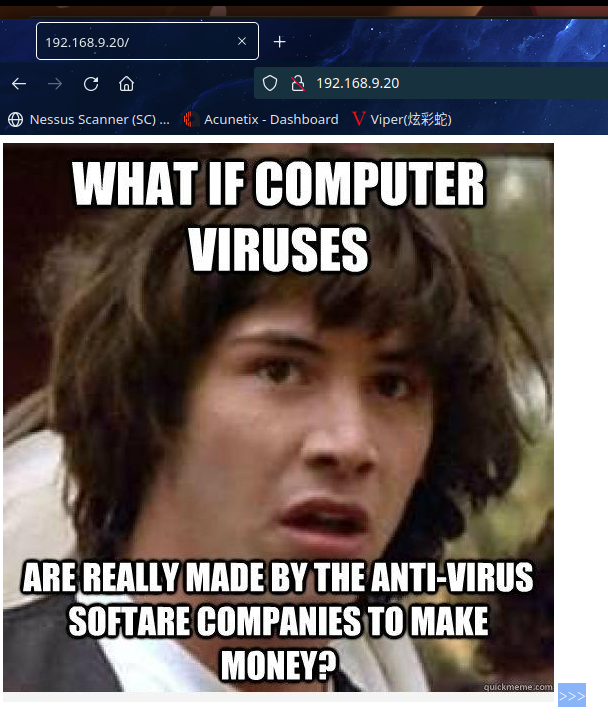 192.168.9.20/
192.168.9.20
Nessus Scanner (SC) ...
Acunetix - Dashboard
Viper(炫彩蛇)
WHAT IF COMPUTER
VIRUSES
ARE REALLY MADE BY THE ANTI-VIRUS
SOFTARE COMPANIES TO MAKE
MONEY?
quickmeme.com
>>>